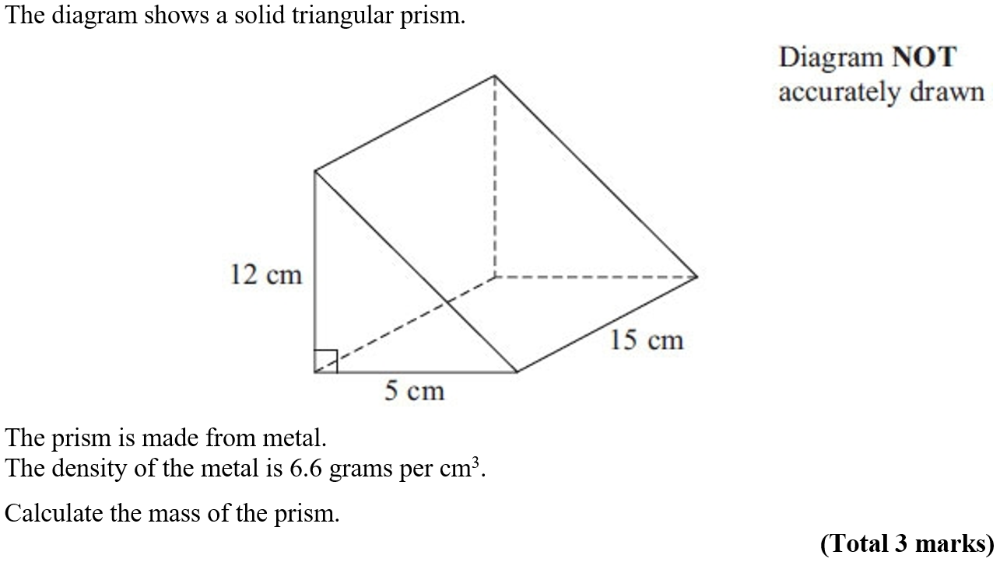 The diagram shows a solid triangular prism.
Diagram NOT
accurately drawn
12 cm
15 cm
5 cm
The prism is made from metal.
The density of the metal is 6.6 grams per cm³.
Calculate the mass of the prism.
(Total 3 marks)